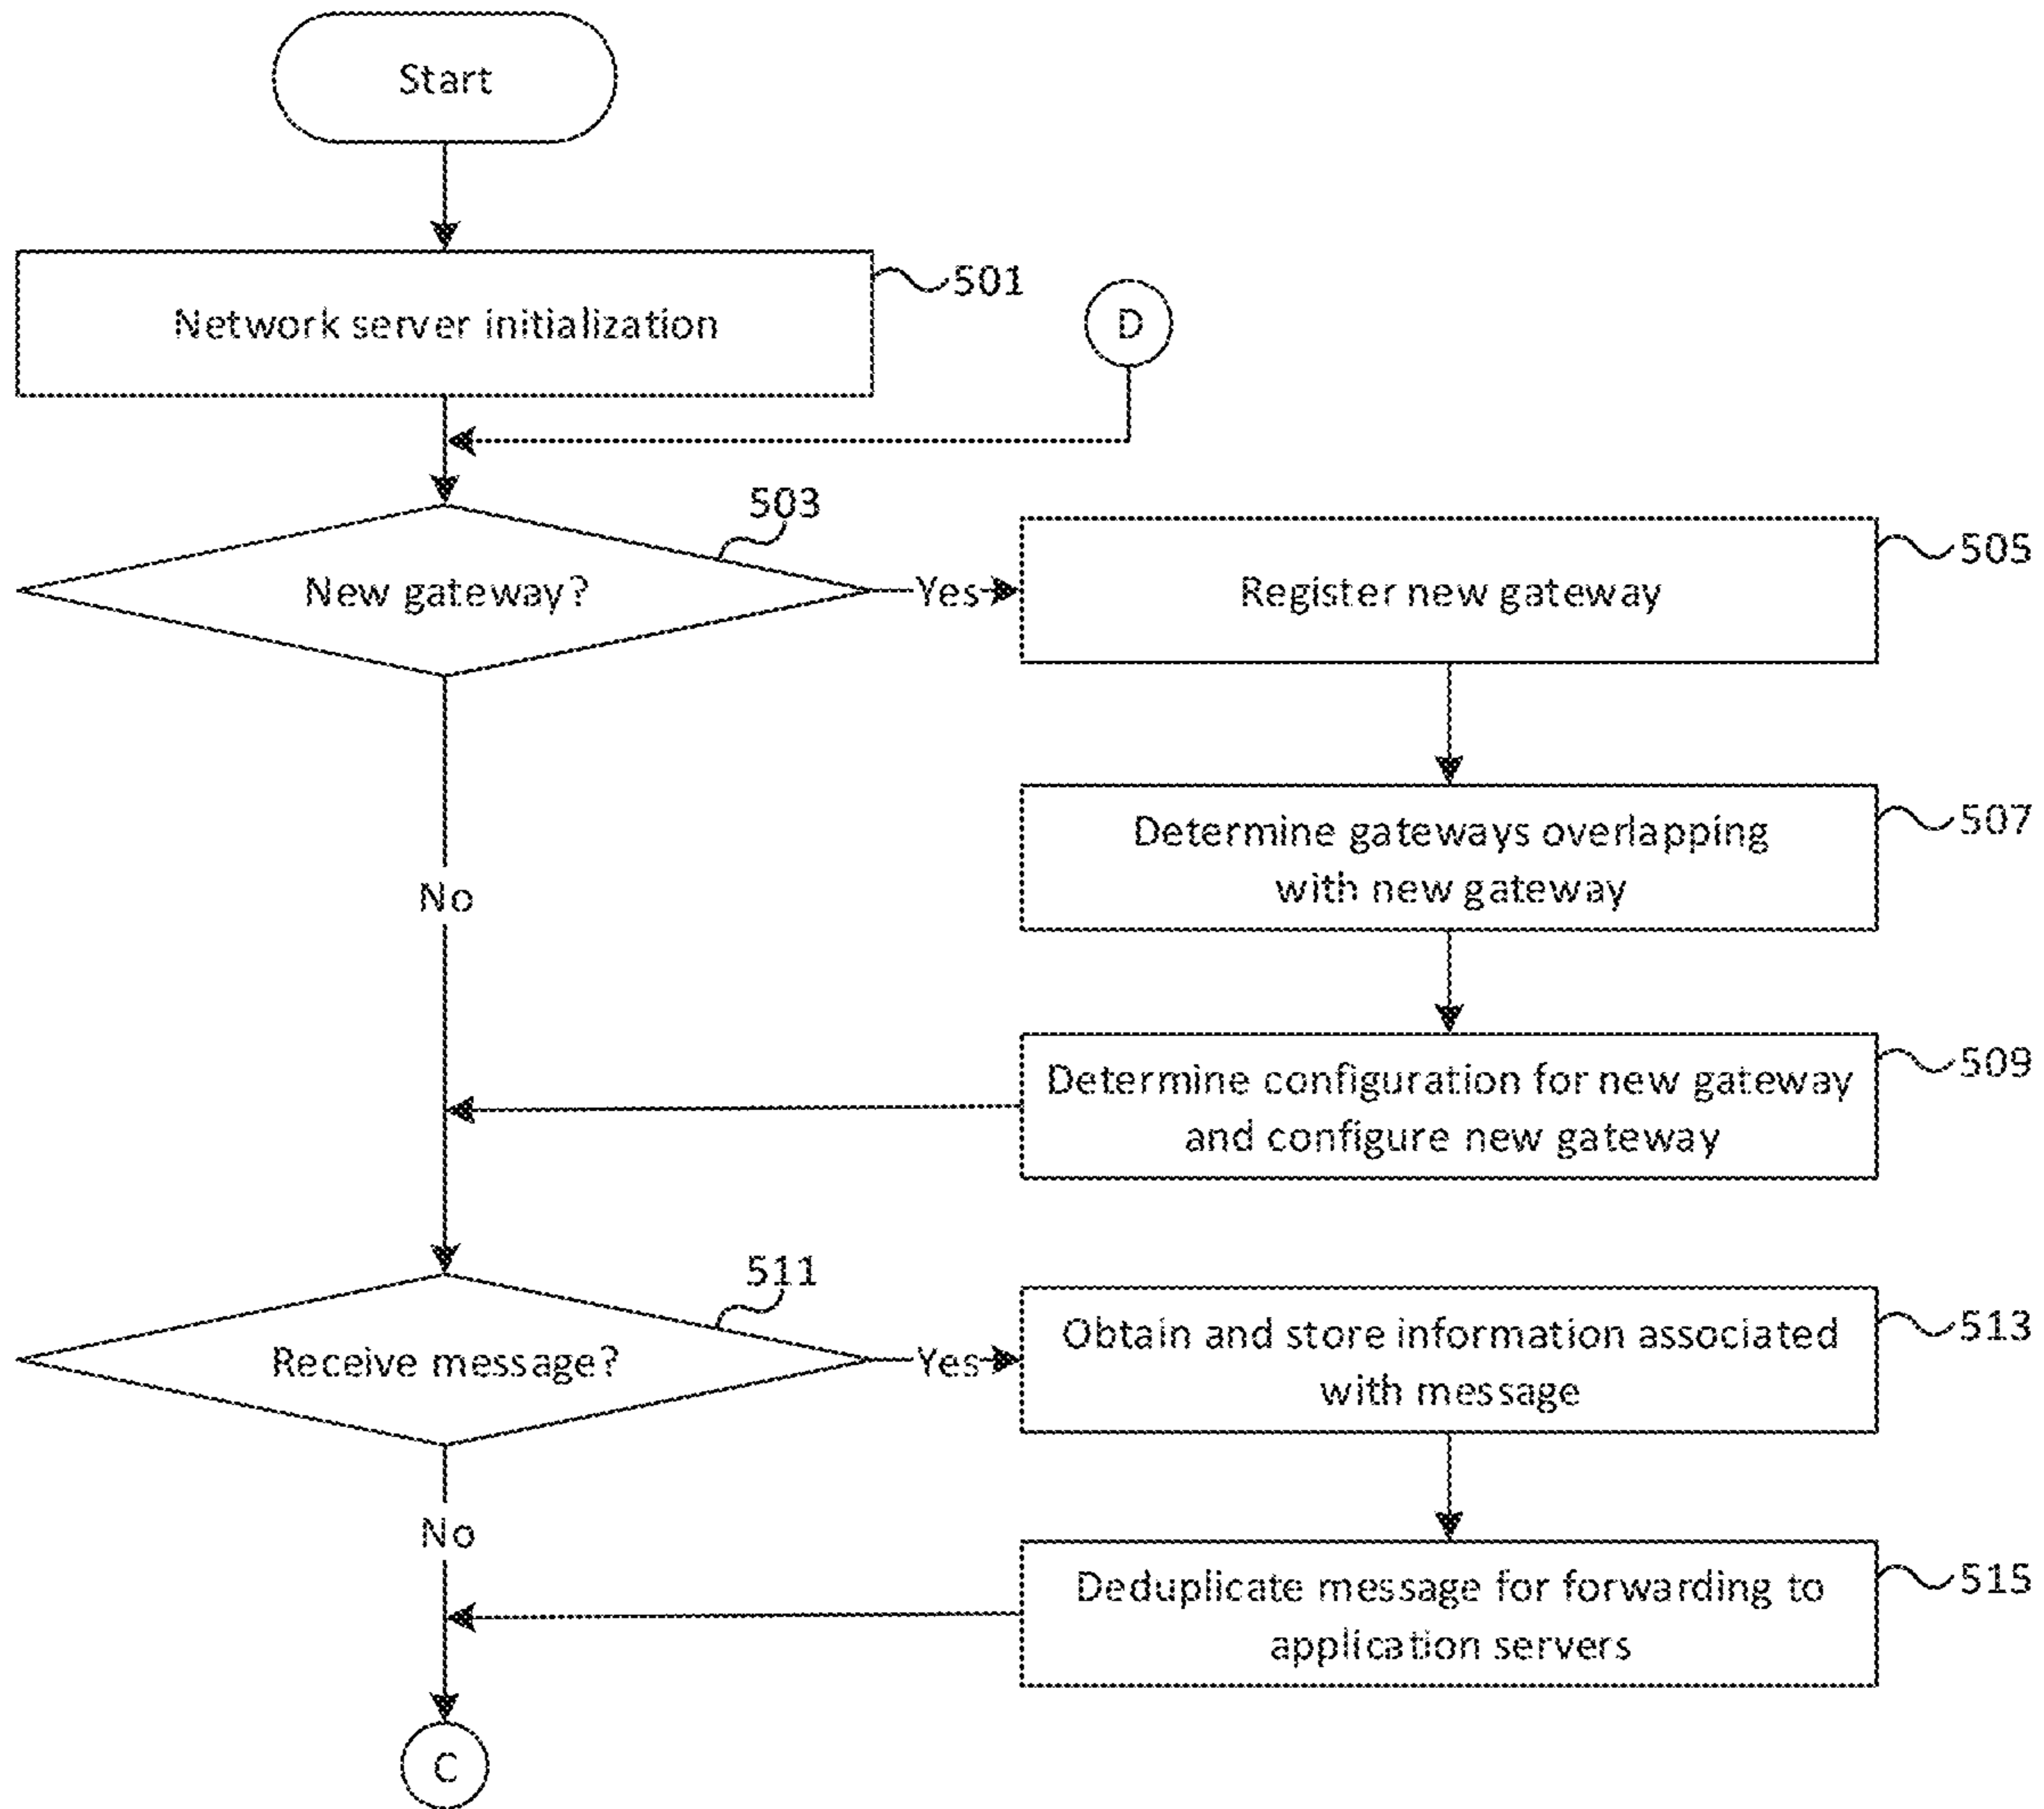 Start
501
Network server initialization
D
503
New gateway?
Yes
505
Register new gateway
507
Determine gateways overlapping
with new gateway
No
509
Determine configuration for new gateway
and configure new gateway
511
Receive message?
Yes
513
Obtain and store information associated
with message
No
515
Deduplicate message for forwarding to
application servers
C